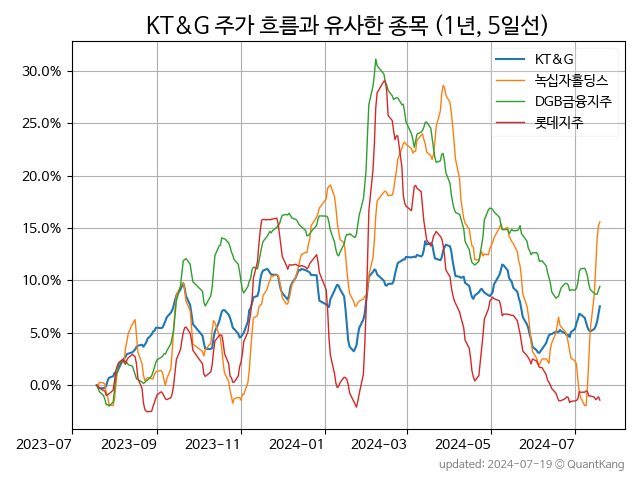 KT&G 주가 흐름과 유사한 종목 (1년, 5일선)
KT&G
녹십자홀딩스
DGB금융지주
롯데지주
30.0%
25.0%
20.0%
15.0%
10.0%
5.0%
0.0%
2023-07
2023-09
2023-11
2024-01
2024-03
2024-05
2024-07
updated: 2024-07-19 @ QuantKang